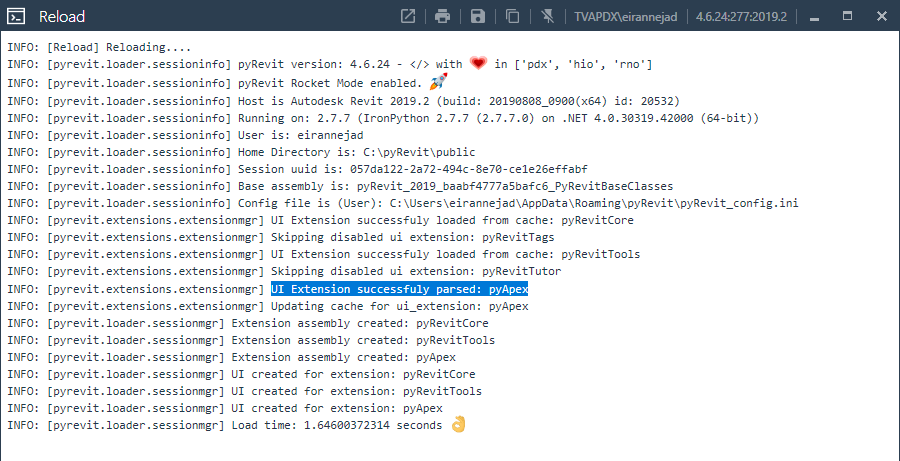 Reload
TVAPDX\eirannejad
4.6.24:277:2019.2
INFO: [Reload] Reloading....
INFO: [pyrevit.loader.sessioninfo] pyRevit version: 4.6.24 - </> with ❤ in ['pdx', 'hio', 'rno']
INFO: [pyrevit.loader.sessioninfo] pyRevit Rocket Mode enabled. 🚀
INFO: [pyrevit.loader.sessioninfo] Host is Autodesk Revit 2019.2 (build: 20190808_0900(x64) id: 20532)
INFO: [pyrevit.loader.sessioninfo] Running on: 2.7.7 (IronPython 2.7.7 (2.7.7.0) on .NET 4.0.30319.42000 (64-bit))
INFO: [pyrevit.loader.sessioninfo] User is: eirannejad
INFO: [pyrevit.loader.sessioninfo] Home Directory is: C:\pyRevit\public
INFO: [pyrevit.loader.sessioninfo] Session uuid is: 057da122-2a72-494c-8e70-ce1e26effabf
INFO: [pyrevit.loader.sessioninfo] Base assembly is: pyRevit_2019_baabf4777a5bafc6_PyRevitBaseClasses
INFO: [pyrevit.loader.sessioninfo] Config file is (User): C:\Users\eirannejad\AppData\Roaming\pyRevit\pyRevit_config.ini
INFO: [pyrevit.extensions.extensionmgr] UI Extension successfuly loaded from cache: pyRevitCore
INFO: [pyrevit.extensions.extensionmgr] Skipping disabled ui extension: pyRevitTags
INFO: [pyrevit.extensions.extensionmgr] UI Extension successfuly loaded from cache: pyRevitTools
INFO: [pyrevit.extensions.extensionmgr] Skipping disabled ui extension: pyRevitTutor
INFO: [pyrevit.extensions.extensionmgr] UI Extension successfuly parsed: pyApex
INFO: [pyrevit.extensions.extensionmgr] Updating cache for ui_extension: pyApex
INFO: [pyrevit.loader.sessionmgr] Extension assembly created: pyRevitCore
INFO: [pyrevit.loader.sessionmgr] Extension assembly created: pyRevitTools
INFO: [pyrevit.loader.sessionmgr] Extension assembly created: pyApex
INFO: [pyrevit.loader.sessionmgr] UI created for extension: pyRevitCore
INFO: [pyrevit.loader.sessionmgr] UI created for extension: pyRevitTools
INFO: [pyrevit.loader.sessionmgr] UI created for extension: pyApex
INFO: [pyrevit.loader.sessionmgr] Load time: 1.64600372314 seconds 👌